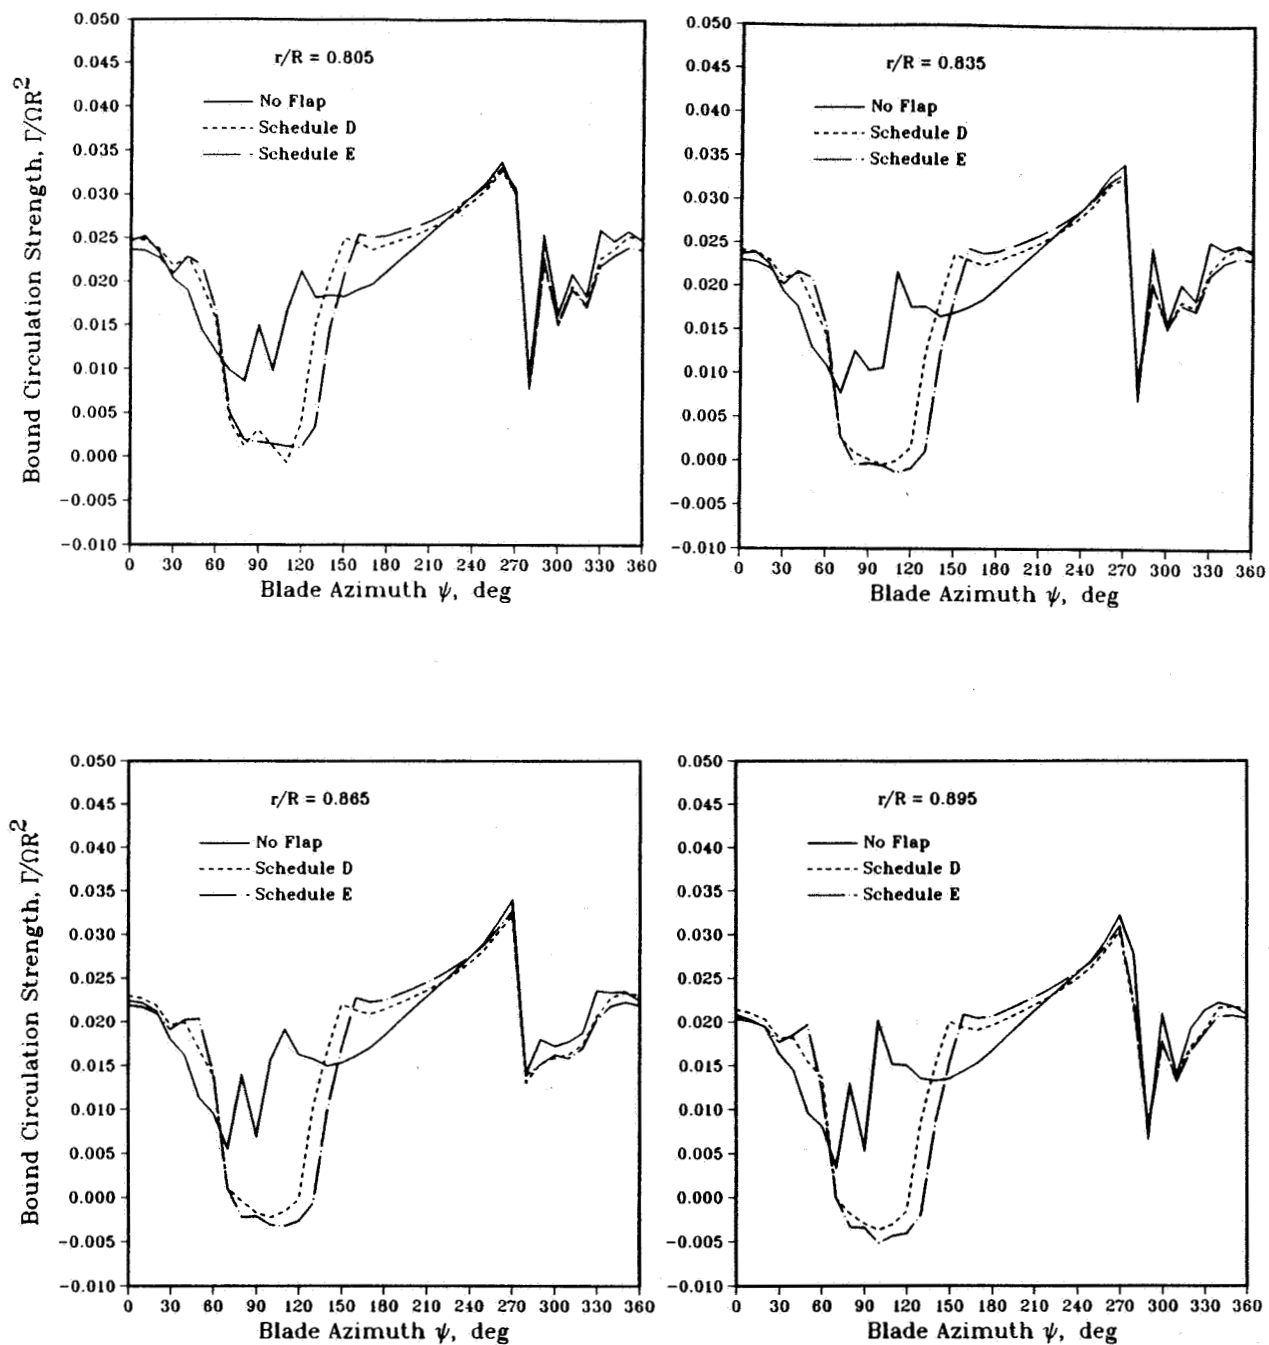 r/R = 0.805
No Flap
Schedule D
Schedule E
Bound Circulation Strength, Γ/ΩR²
0.050
0.045
0.040
0.035
0.030
0.025
0.020
0.015
0.010
0.005
0.000
−0.005
−0.010
0 30 60 90 120 150 180 210 240 270 300 330 360
Blade Azimuth ψ, deg
r/R = 0.835
No Flap
Schedule D
Schedule E
0.050
0.045
0.040
0.035
0.030
0.025
0.020
0.015
0.010
0.005
0.000
−0.005
−0.010
0 30 60 90 120 150 180 210 240 270 300 330 360
Blade Azimuth ψ, deg
r/R = 0.865
No Flap
Schedule D
Schedule E
Bound Circulation Strength, Γ/ΩR²
0.050
0.045
0.040
0.035
0.030
0.025
0.020
0.015
0.010
0.005
0.000
−0.005
−0.010
0 30 60 90 120 150 180 210 240 270 300 330 360
Blade Azimuth ψ, deg
r/R = 0.895
No Flap
Schedule D
Schedule E
0.050
0.045
0.040
0.035
0.030
0.025
0.020
0.015
0.010
0.005
0.000
−0.005
−0.010
0 30 60 90 120 150 180 210 240 270 300 330 360
Blade Azimuth ψ, deg